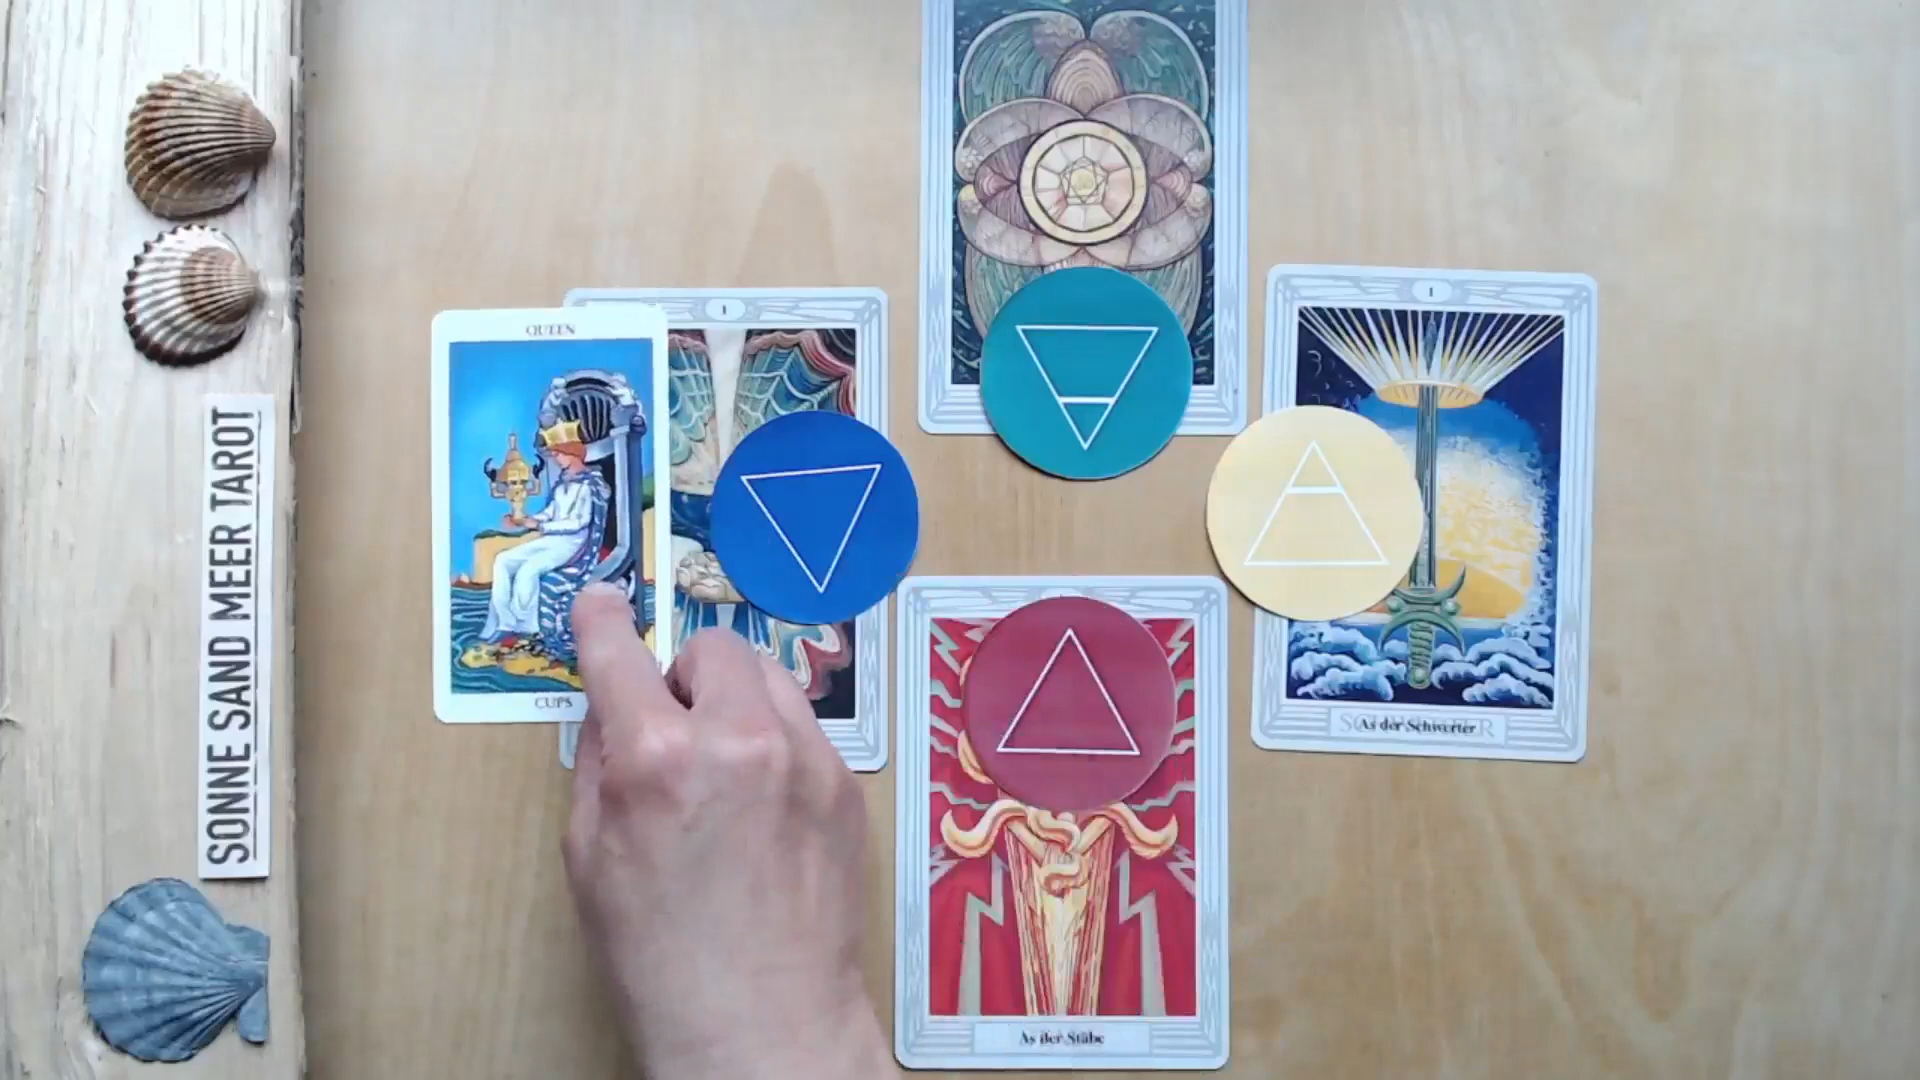 SONNE SAND MEER TAROT
QUEEN
CUPS
I
I
As der Schwerter
As der Stäbe